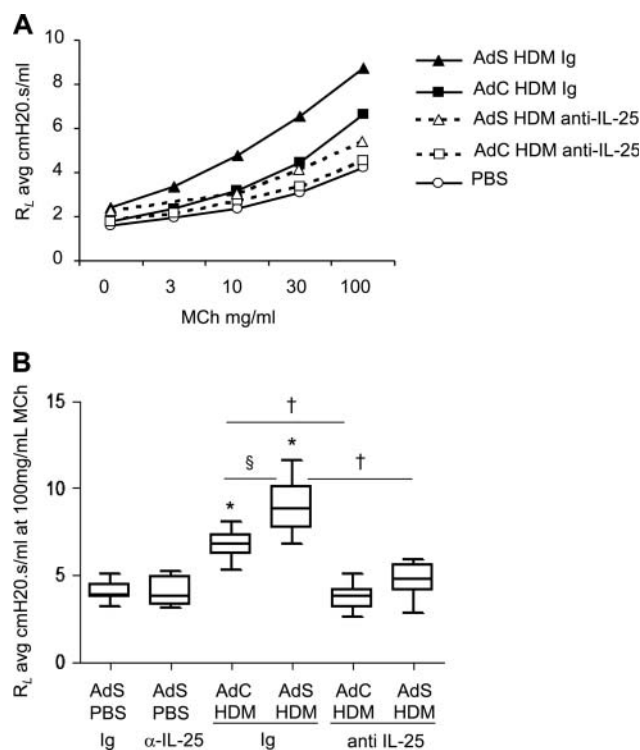 A
10
8
6
4
2
0
R_L avg cmH20.s/ml
0 3 10 30 100
MCh mg/ml
AdS HDM Ig
AdC HDM Ig
AdS HDM anti-IL-25
AdC HDM anti-IL-25
PBS
B
R_L avg cmH20.s/ml at 100mg/mL MCh
15
10
5
0
†
§
†
*
*
AdS AdS AdC AdS AdC AdS
PBS PBS HDM HDM HDM HDM
Ig α-IL-25 Ig anti IL-25